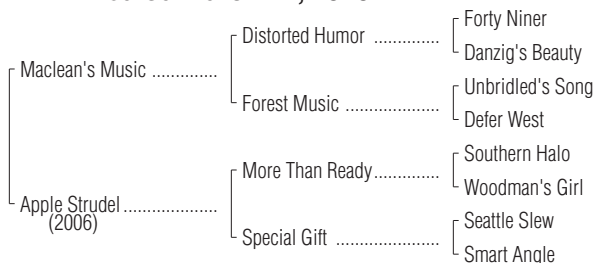 Forty Niner
Distorted Humor ..............
Danzig's Beauty
Maclean's Music ..............
Unbridled's Song
Forest Music ....................
Defer West
Southern Halo
More Than Ready..............
Woodman's Girl
Apple Strudel ....................
(2006)
Seattle Slew
Special Gift ......................
Smart Angle